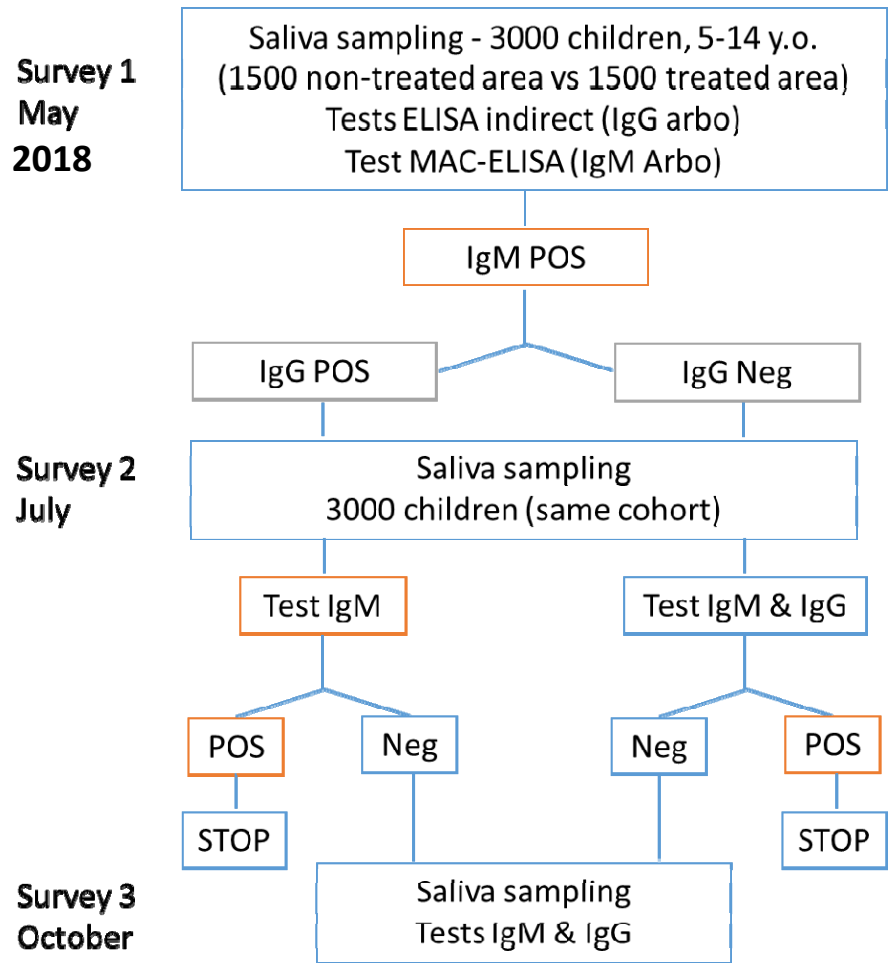 Survey 1
May
2018
Saliva sampling - 3000 children, 5-14 y.o.
(1500 non-treated area vs 1500 treated area)
Tests ELISA indirect (IgG arbo)
Test MAC-ELISA (IgM Arbo)
IgM POS
IgG POS
IgG Neg
Survey 2
July
Saliva sampling
3000 children (same cohort)
Test IgM
Test IgM & IgG
POS
Neg
Neg
POS
STOP
STOP
Survey 3
October
Saliva sampling
Tests IgM & IgG